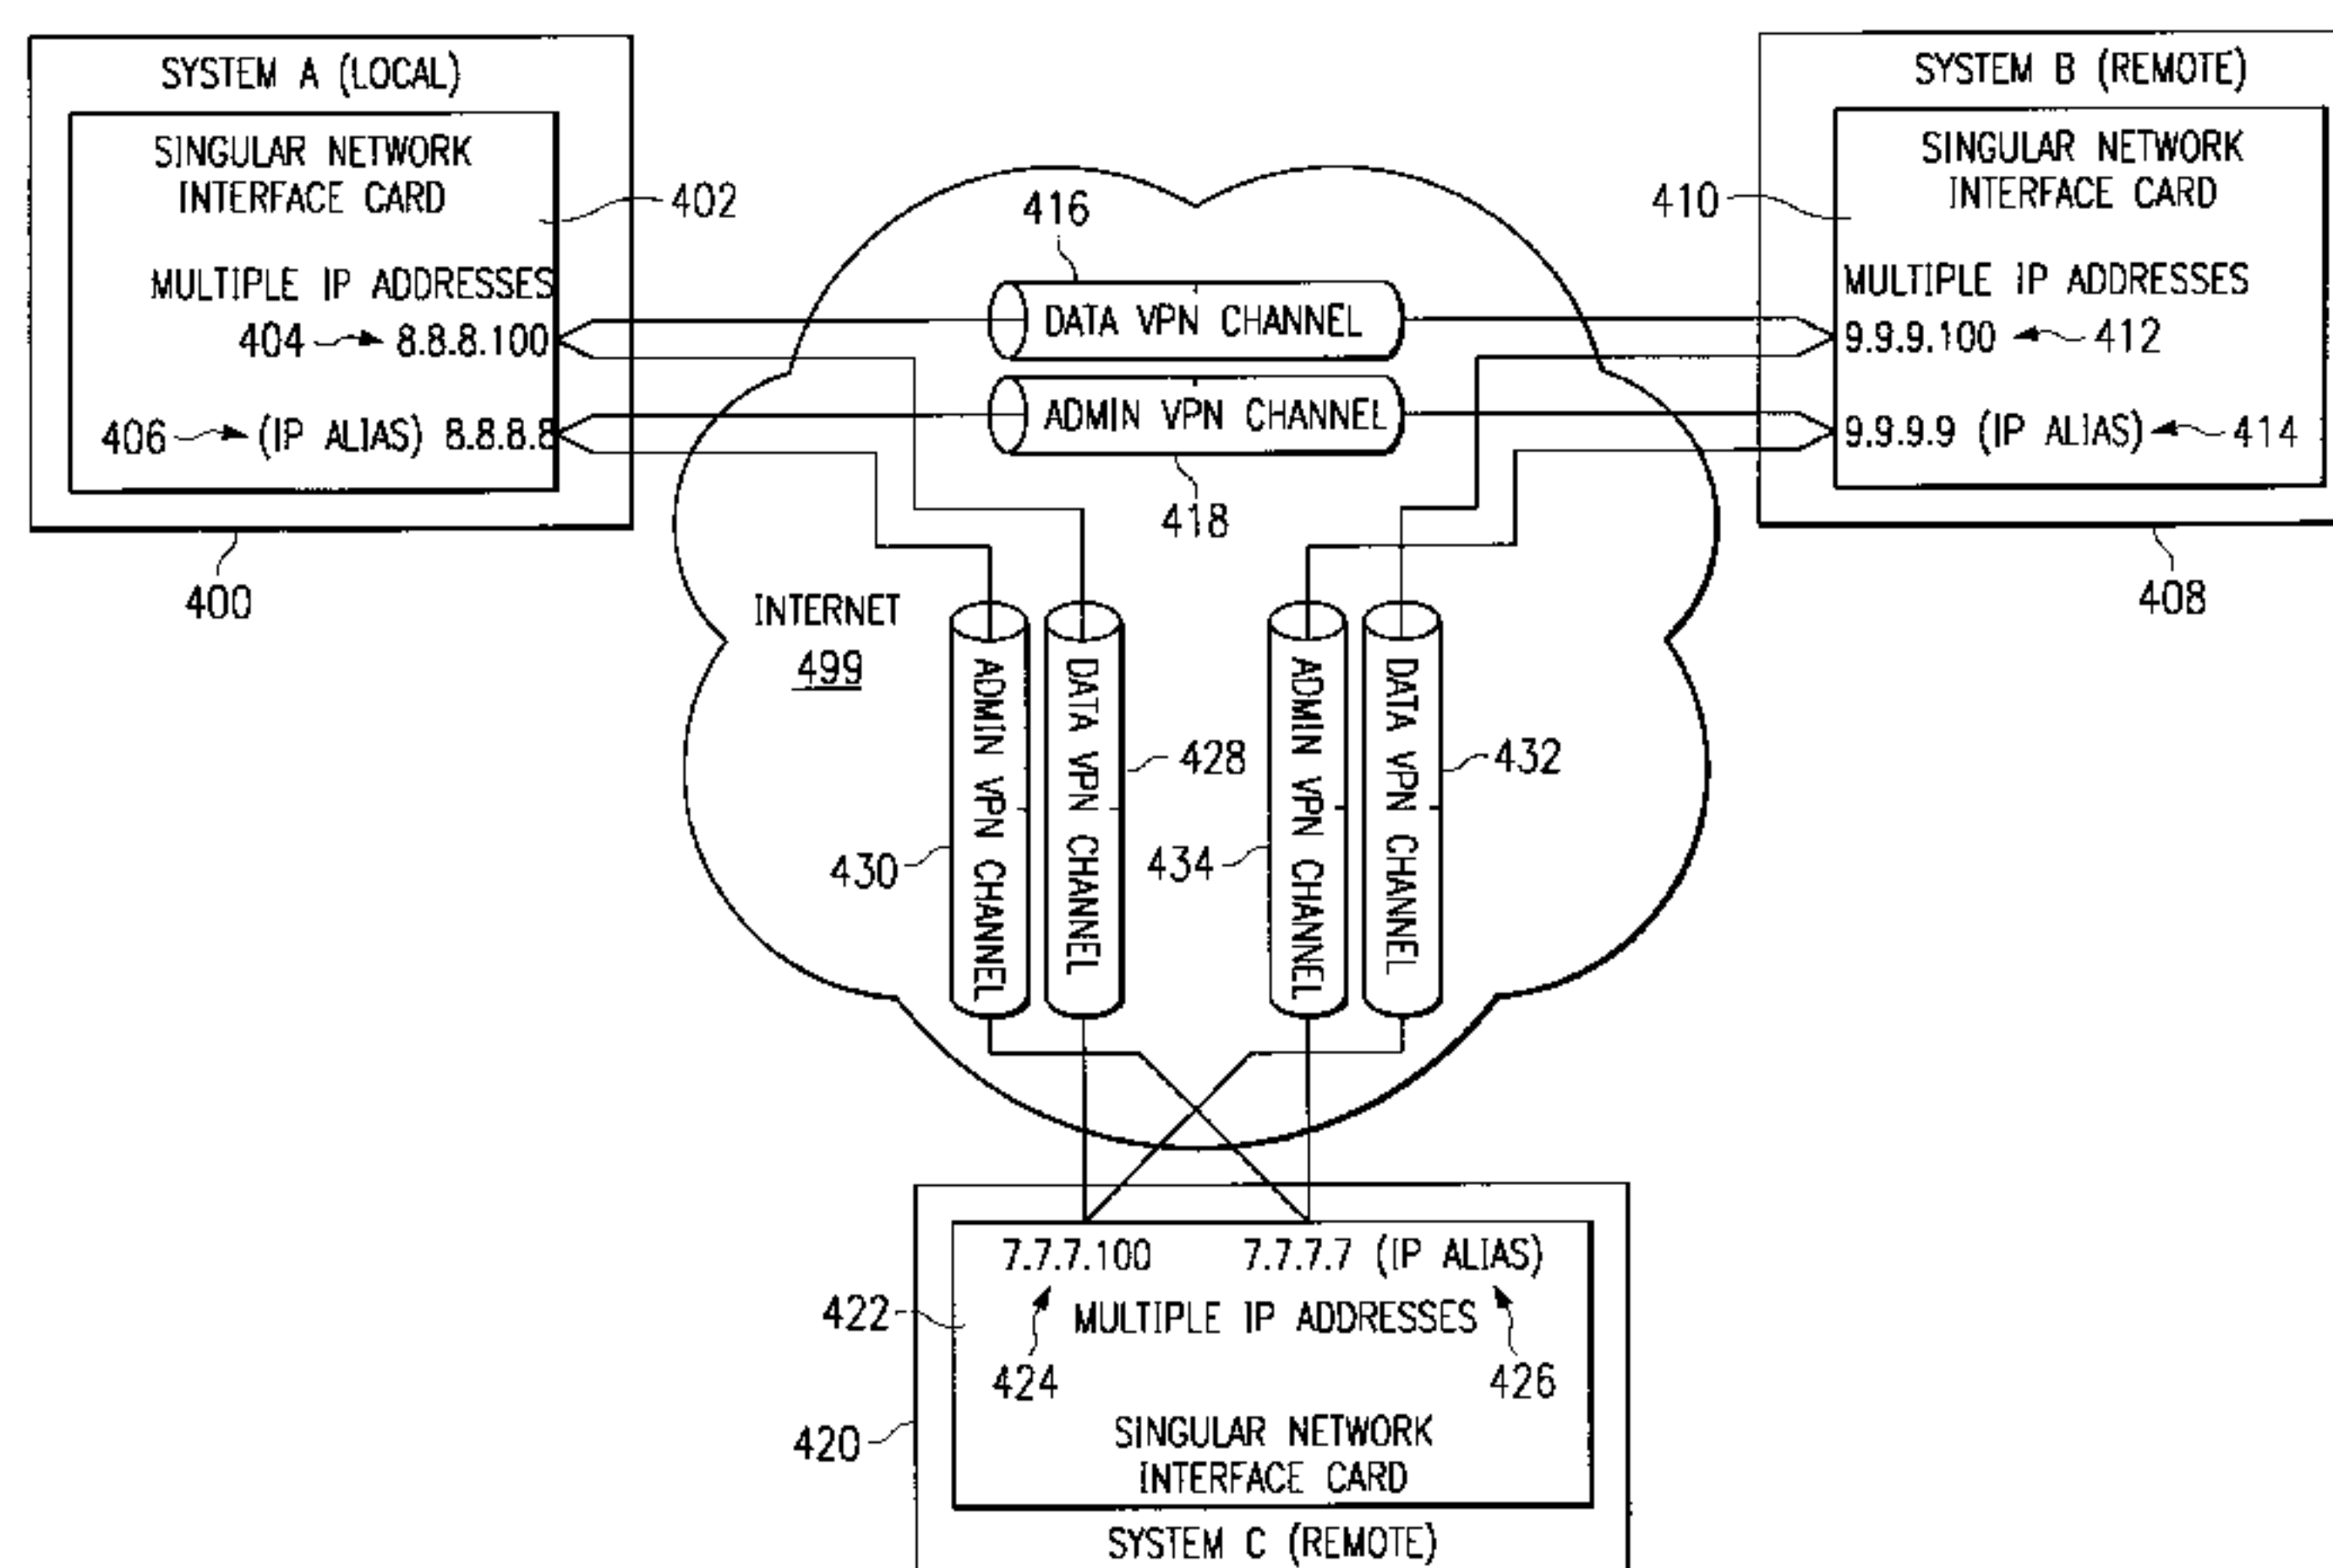 SYSTEM A (LOCAL)
SINGULAR NETWORK
INTERFACE CARD
402
MULTIPLE IP ADDRESSES
404
8.8.8.100
406
(IP ALIAS) 8.8.8.8
400
SYSTEM B (REMOTE)
SINGULAR NETWORK
INTERFACE CARD
410
MULTIPLE IP ADDRESSES
9.9.9.100
412
9.9.9.9 (IP ALIAS)
414
408
416
DATA VPN CHANNEL
ADMIN VPN CHANNEL
418
INTERNET
499
ADMIN VPN CHANNEL
430
DATA VPN CHANNEL
428
ADMIN VPN CHANNEL
434
DATA VPN CHANNEL
432
7.7.7.100
7.7.7.7 (IP ALIAS)
422
MULTIPLE IP ADDRESSES
424
426
420
SINGULAR NETWORK
INTERFACE CARD
SYSTEM C (REMOTE)